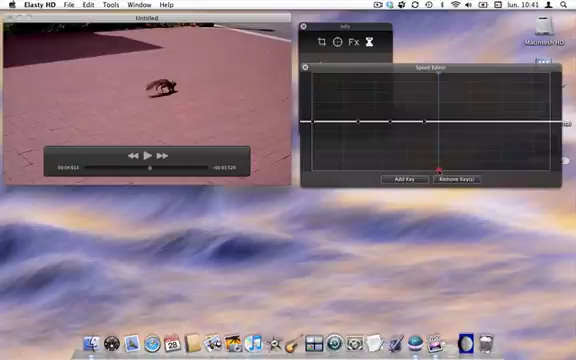 Elasty HD File Edit Tools Window Help
lun. 10:41
Untitled
Info
Fx
Speed Editor
Macintosh HD
Add Key Remove Key(s)
28